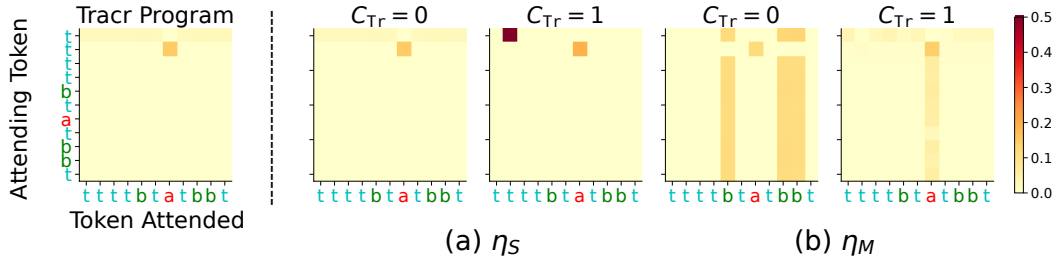 Tracr Program
C_Tr = 0
C_Tr = 1
C_Tr = 0
C_Tr = 1
Attending Token
t
t
t
t
b
t
a
t
b
b
t
t t t t b t a t b b t
t t t t b t a t b b t
t t t t b t a t b b t
t t t t b t a t b b t
t t t t b t a t b b t
Token Attended
(a) η_S
(b) η_M
0.5
0.4
0.3
0.2
0.1
0.0